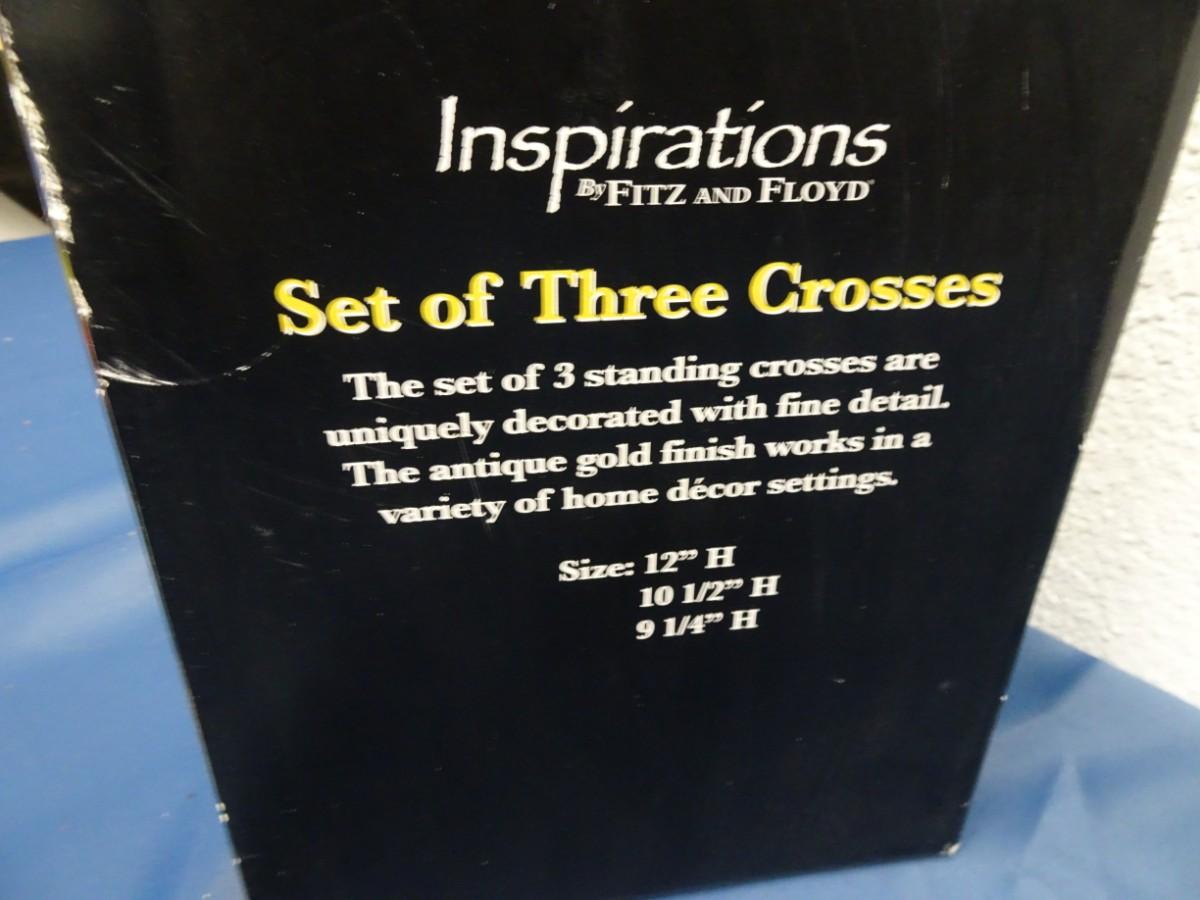 Inspirations
By FITZ AND FLOYD®
Set of Three Crosses
The set of 3 standing crosses are
uniquely decorated with fine detail.
The antique gold finish works in a
variety of home décor settings.
Size: 12” H
10 1/2” H
9 1/4” H